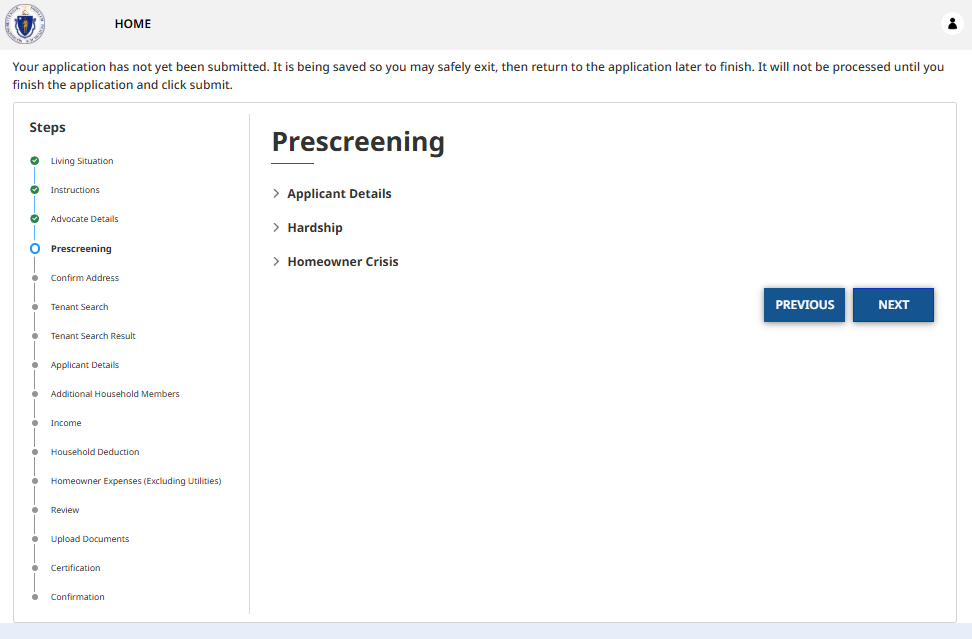 HOME
Your application has not yet been submitted. It is being saved so you may safely exit, then return to the application later to finish. It will not be processed until you
finish the application and click submit.
Steps
Living Situation
Instructions
Advocate Details
Prescreening
Confirm Address
Tenant Search
Tenant Search Result
Applicant Details
Additional Household Members
Income
Household Deduction
Homeowner Expenses (Excluding Utilities)
Review
Upload Documents
Certification
Confirmation
Prescreening
Applicant Details
Hardship
Homeowner Crisis
PREVIOUS
NEXT